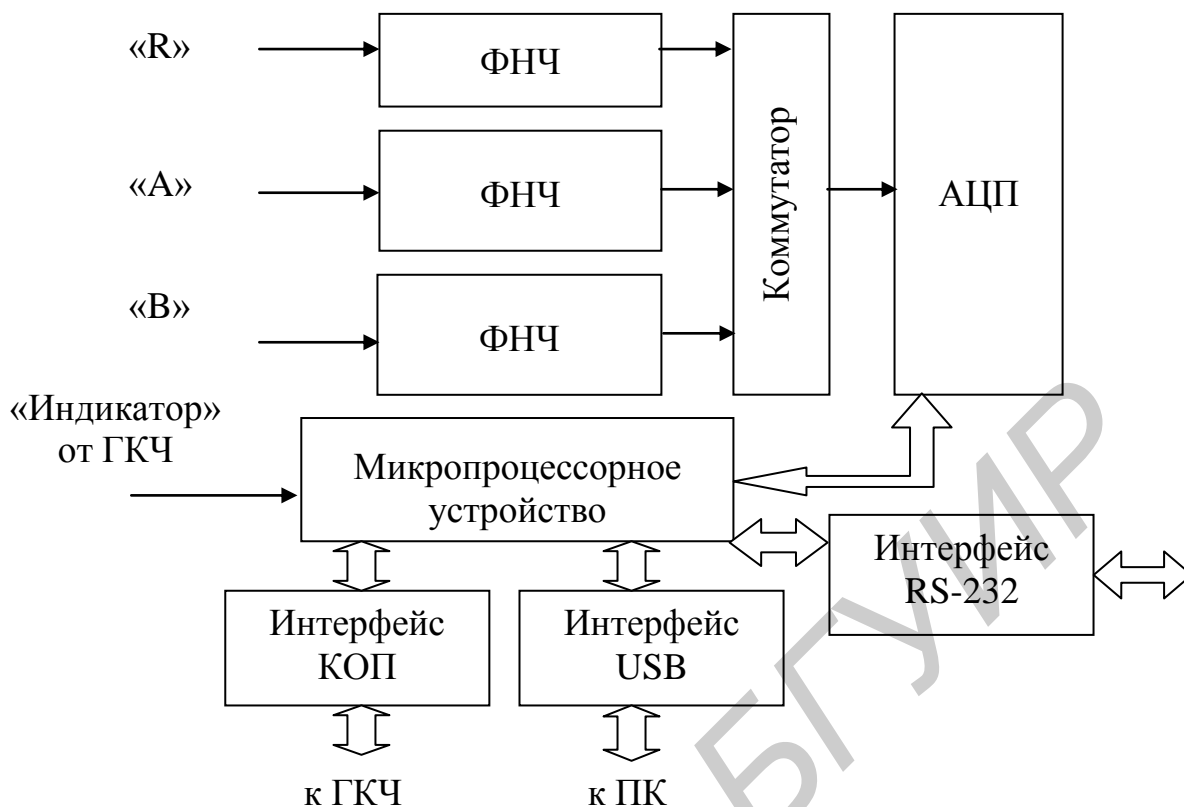 «R»
ФНЧ
«A»
ФНЧ
«B»
ФНЧ
Коммутатор
АЦП
«Индикатор»
от ГКЧ
Микропроцессорное
устройство
Интерфейс
RS-232
Интерфейс
КОП
Интерфейс
USB
к ГКЧ
к ПК
БГУИР